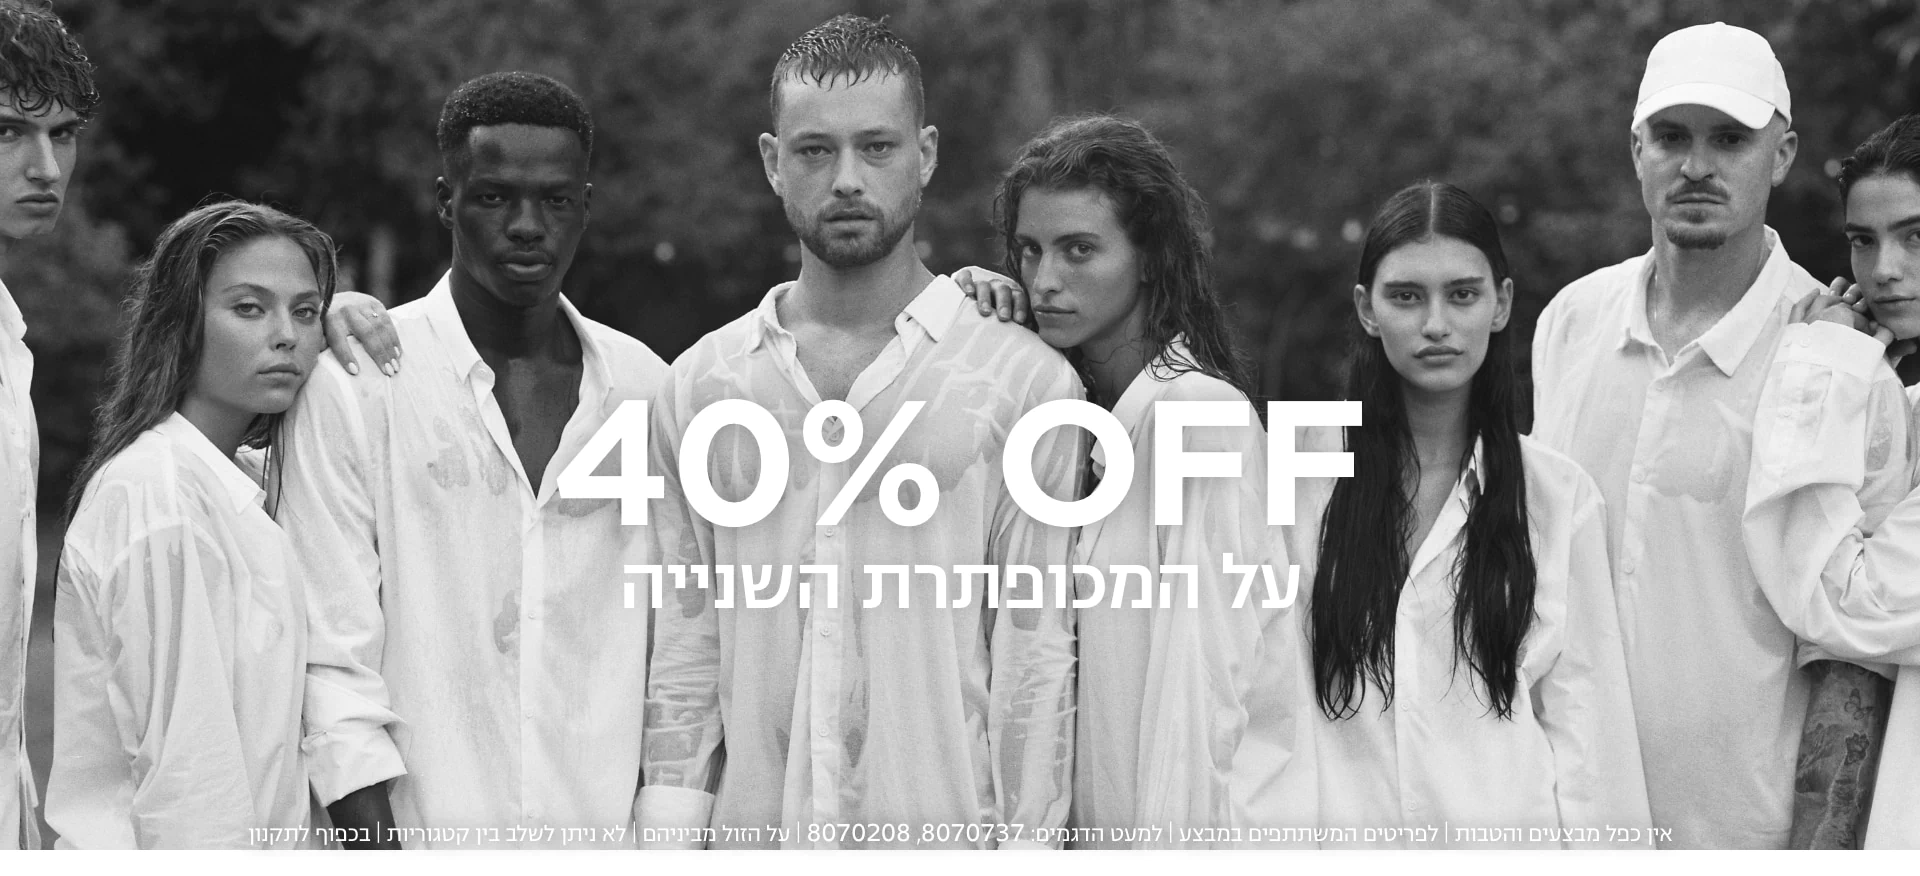 40% OFF
על המכופתרת השנייה
אין כפל מבצעים והטבות | לפריטים המשתתפים במבצע | למעט הדגמים: 8070737, 8070208 | על הזול מביניהם | לא ניתן לשלב בין קטגוריות | בכפוף לתקנון